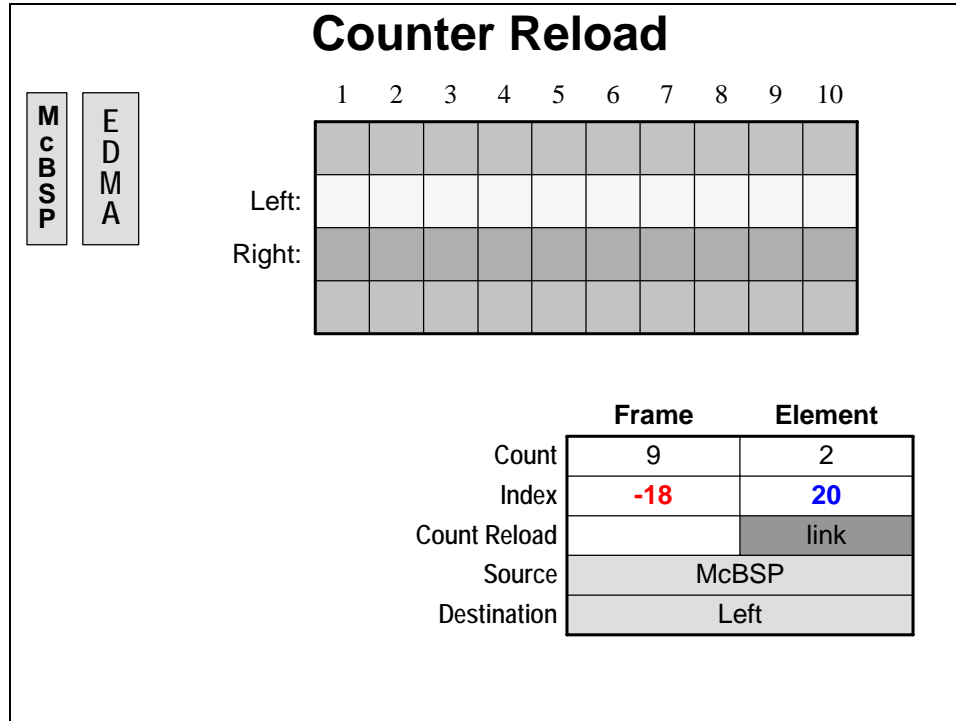 Counter Reload
McBSP
EDMA
1 2 3 4 5 6 7 8 9 10
Left:
Right:
Frame Element
Count 9 2
Index -18 20
Count Reload link
Source McBSP
Destination Left